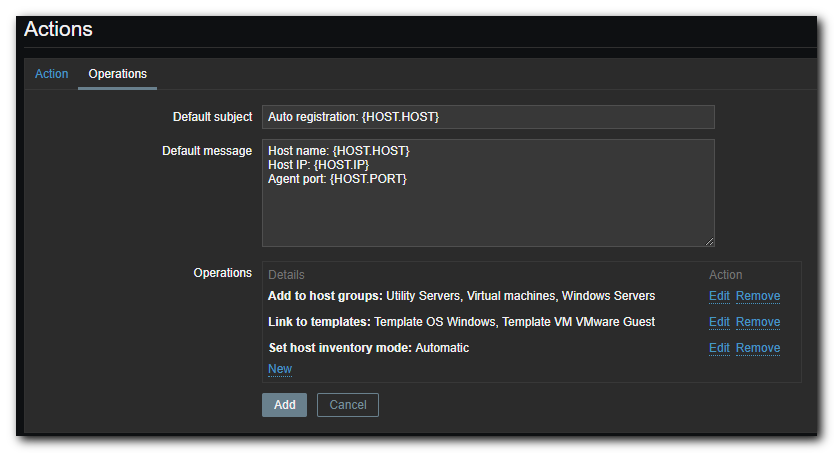 Actions
Action Operations
Default subject Auto registration: {HOST.HOST}
Default message Host name: {HOST.HOST}
Host IP: {HOST.IP}
Agent port: {HOST.PORT}
Operations Details Action
Add to host groups: Utility Servers, Virtual machines, Windows Servers Edit Remove
Link to templates: Template OS Windows, Template VM VMware Guest Edit Remove
Set host inventory mode: Automatic Edit Remove
New
Add Cancel